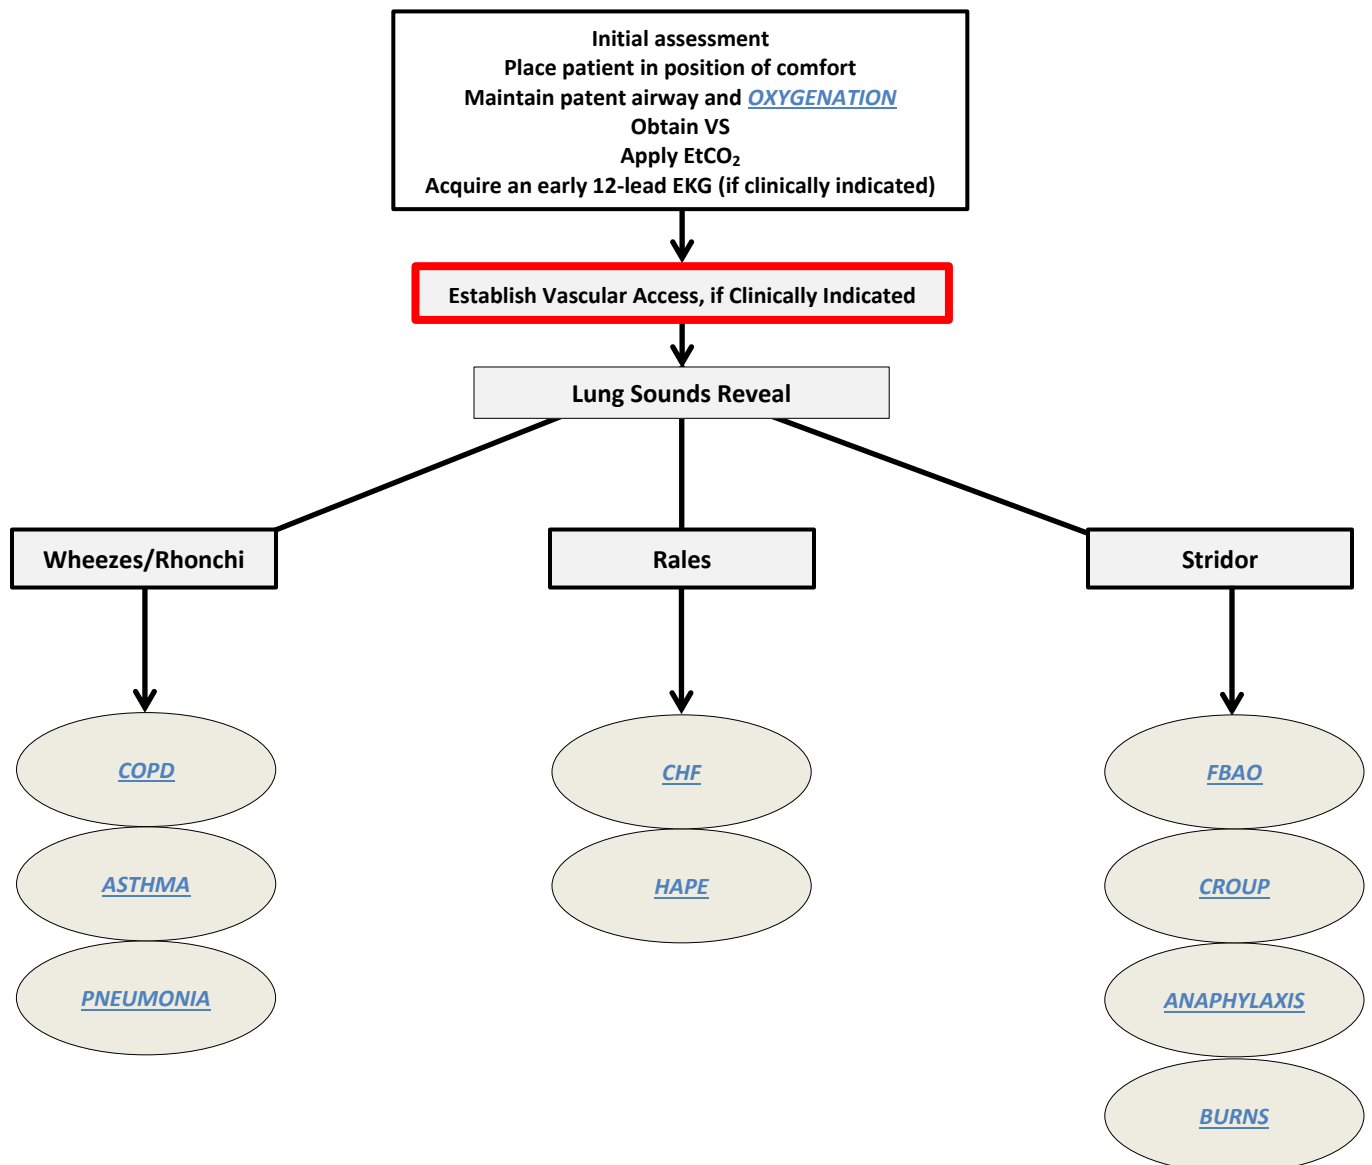 Initial assessment
Place patient in position of comfort
Maintain patent airway and OXYGENATION
Obtain VS
Apply EtCO₂
Acquire an early 12-lead EKG (if clinically indicated)
Establish Vascular Access, if Clinically Indicated
Lung Sounds Reveal
Wheezes/Rhonchi
Rales
Stridor
COPD
CHF
FBAO
ASTHMA
HAPE
CROUP
PNEUMONIA
ANAPHYLAXIS
BURNS